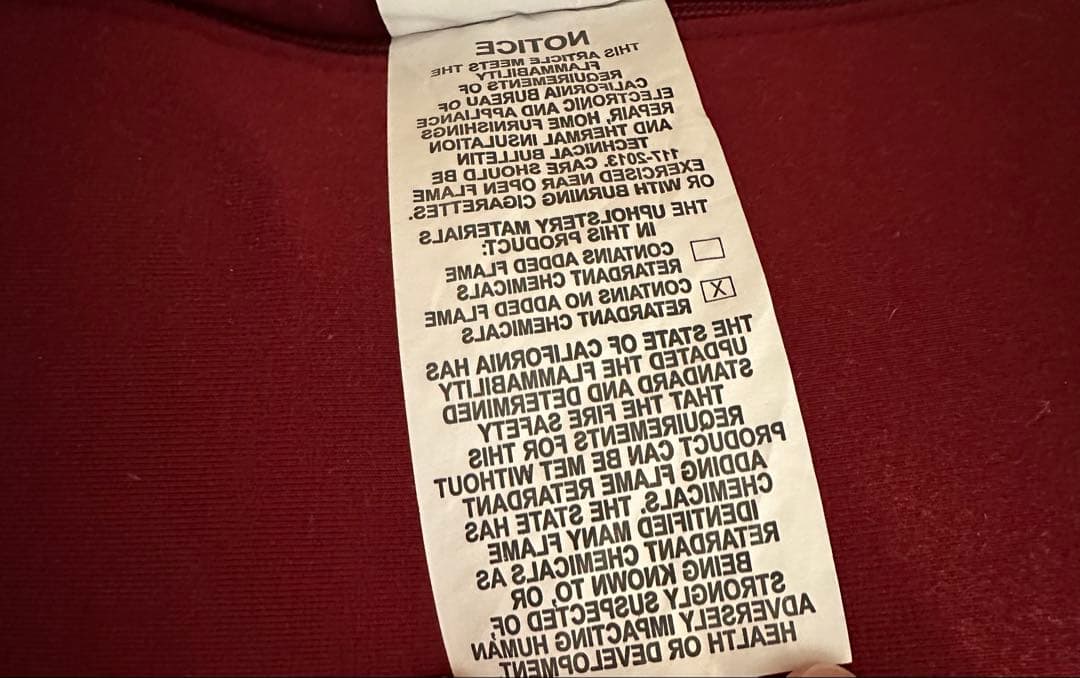 NOTICE
THIS ARTICLE MEETS THE
FLAMMABILITY
REQUIREMENTS OF
CALIFORNIA BUREAU OF
ELECTRONIC AND APPLIANCE
REPAIR, HOME FURNISHINGS
AND THERMAL INSULATION
TECHNICAL BULLETIN
117-2013. CARE SHOULD BE
EXERCISED NEAR OPEN FLAME
OR WITH BURNING CIGARETTES.
THE UPHOLSTERY MATERIALS
IN THIS PRODUCT:
CONTAINS ADDED FLAME
RETARDANT CHEMICALS
X CONTAINS NO ADDED FLAME
RETARDANT CHEMICALS
THE STATE OF CALIFORNIA HAS
UPDATED THE FLAMMABILITY
STANDARD AND DETERMINED
THAT THE FIRE SAFETY
REQUIREMENTS FOR THIS
PRODUCT CAN BE MET WITHOUT
ADDING FLAME RETARDANT
CHEMICALS. THE STATE HAS
IDENTIFIED MANY FLAME
RETARDANT CHEMICALS AS
BEING KNOWN TO, OR
STRONGLY SUSPECTED OF,
ADVERSELY IMPACTING HUMAN
HEALTH OR DEVELOPMENT